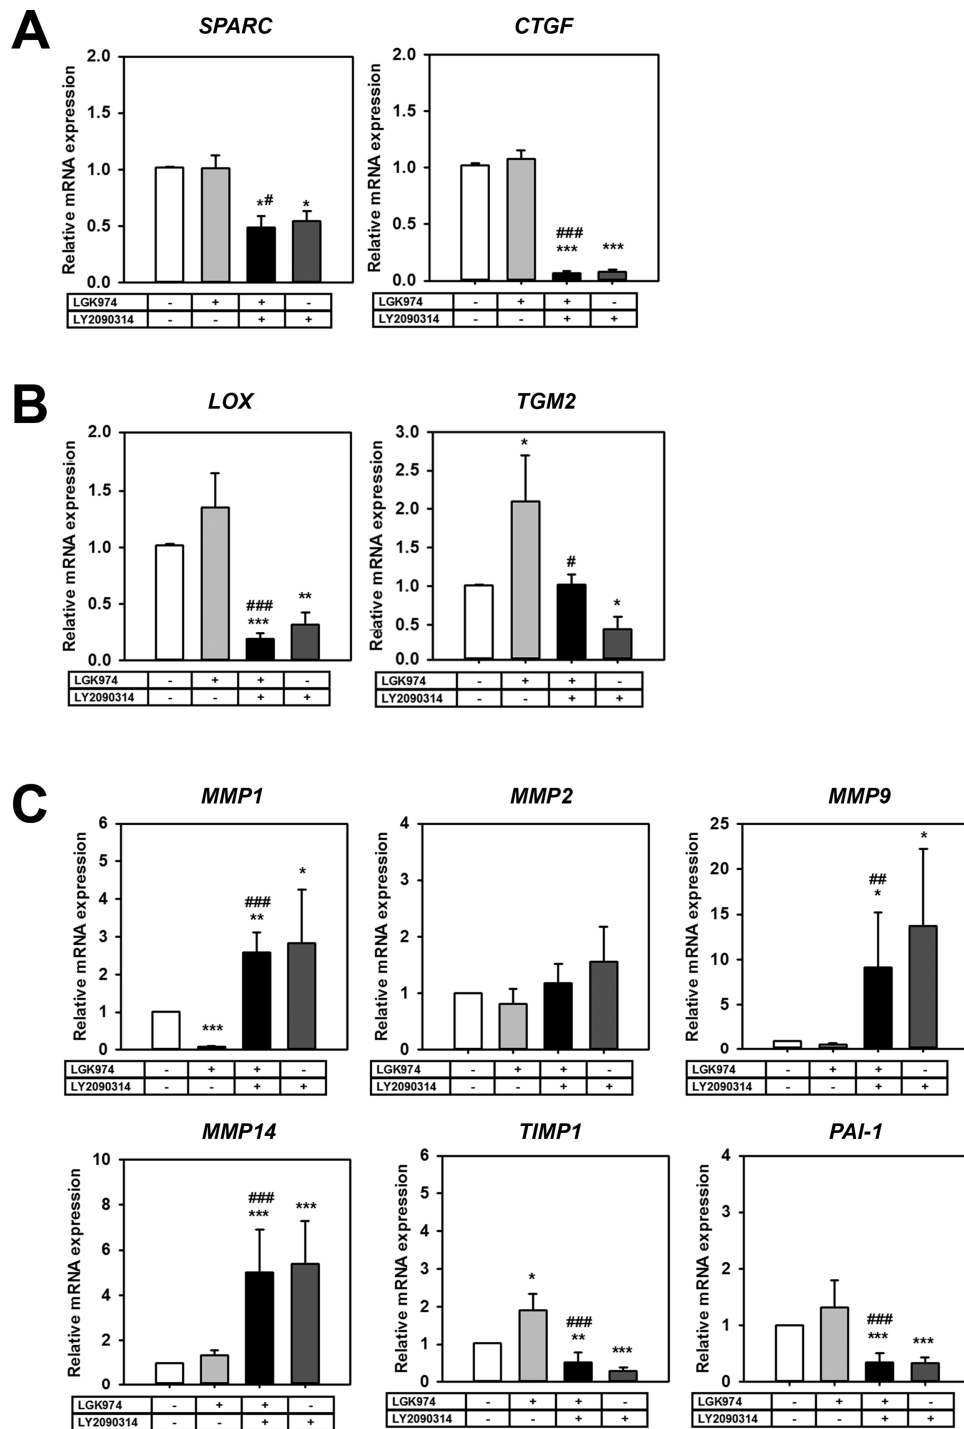 A
SPARC
CTGF
Relative mRNA expression
2.0
1.5
1.0
0.5
0.0
*#
*
LGK974 - + + -
LY2090314 - - + +
Relative mRNA expression
2.0
1.5
1.0
0.5
0.0
###
***
***
LGK974 - + + -
LY2090314 - - + +
B
LOX
TGM2
Relative mRNA expression
2.0
1.5
1.0
0.5
0.0
###
***
**
LGK974 - + + -
LY2090314 - - + +
Relative mRNA expression
3.0
2.5
2.0
1.5
1.0
0.5
0.0
*
#
*
LGK974 - + + -
LY2090314 - - + +
C
MMP1
MMP2
MMP9
Relative mRNA expression
6
5
4
3
2
1
0
***
###
**
*
LGK974 - + + -
LY2090314 - - + +
Relative mRNA expression
4
3
2
1
0
LGK974 - + + -
LY2090314 - - + +
Relative mRNA expression
25
20
15
10
5
0
##
*
*
LGK974 - + + -
LY2090314 - - + +
MMP14
TIMP1
PAI-1
Relative mRNA expression
10
8
6
4
2
0
###
***
***
LGK974 - + + -
LY2090314 - - + +
Relative mRNA expression
6
5
4
3
2
1
0
*
###
**
***
LGK974 - + + -
LY2090314 - - + +
Relative mRNA expression
4
3
2
1
0
###
***
***
LGK974 - + + -
LY2090314 - - + +